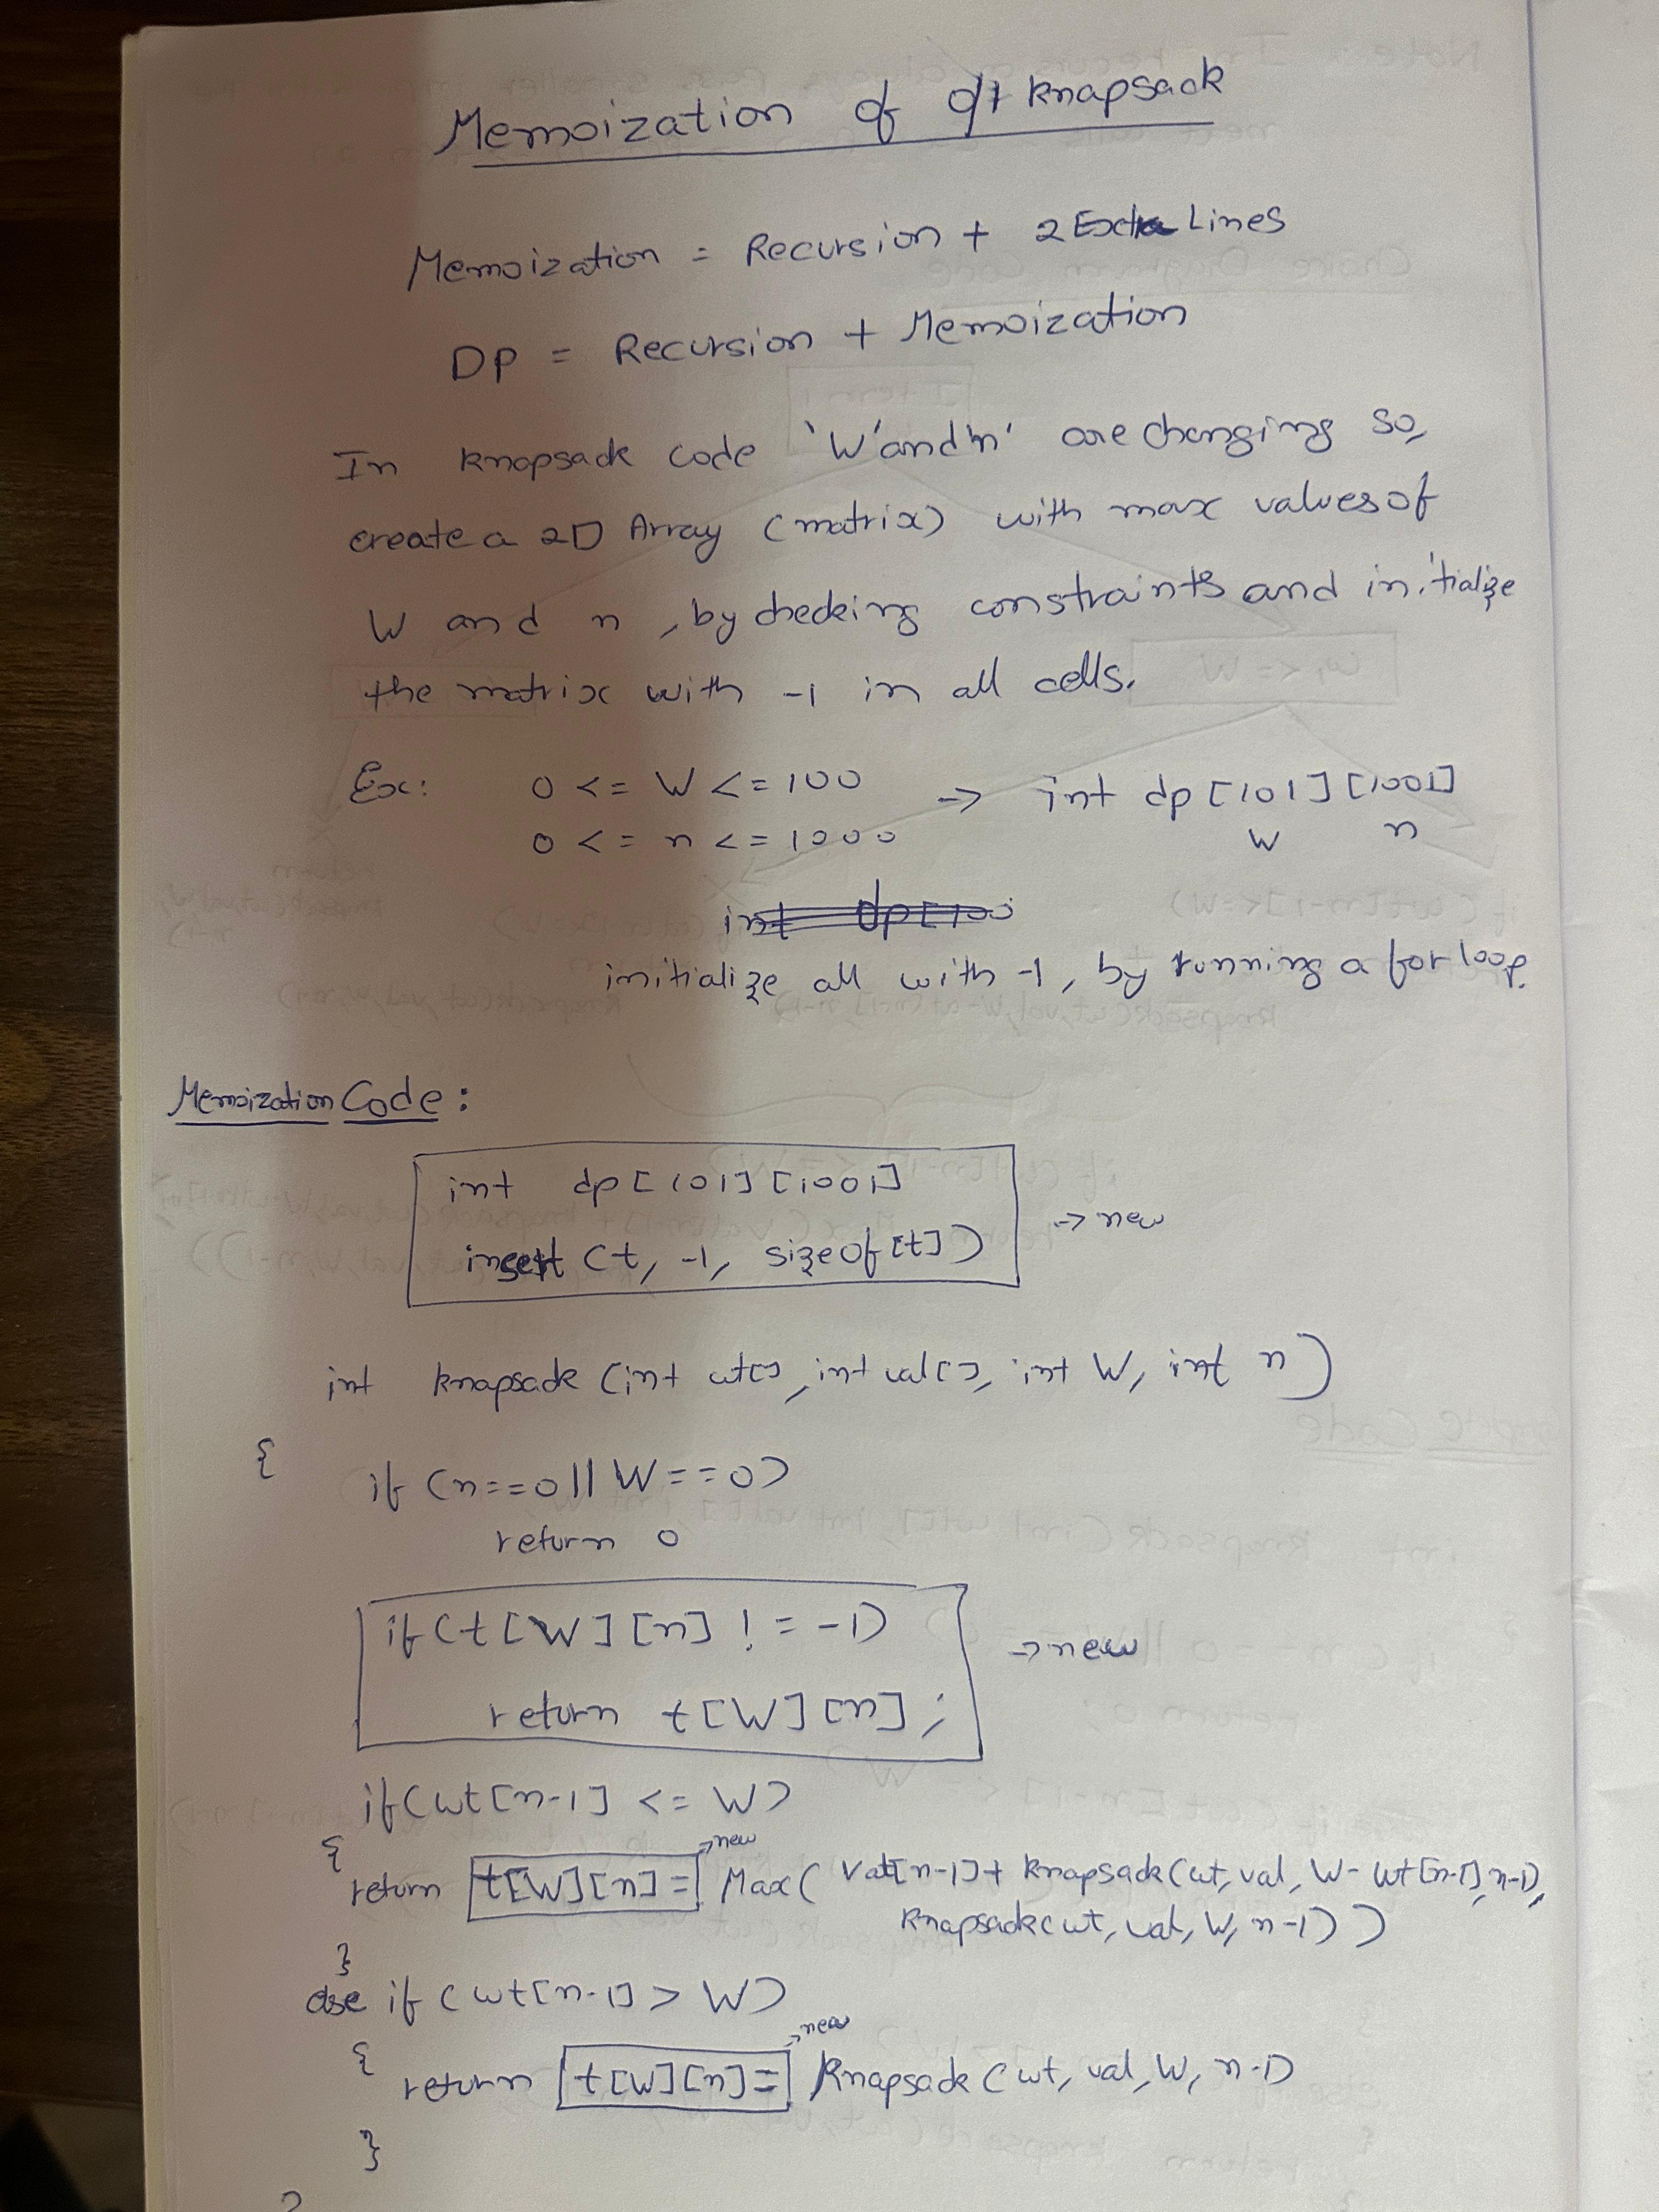 Memoization of 0/1 knapsack
Memoization = Recursion + 2 Extra Lines
DP = Recursion + Memoization
In knapsack code 'W' and 'n' are changing so,
create a 2D Array (matrix) with max values of
W and n, by checking constraints and initialize
the matrix with -1 in all cells.
Ex: 0 <= W <= 100 -> int dp[101][1001]
0 <= n <= 1000 W n
int dp[100
initialize all with -1, by running a for loop.
Memoization Code:
int dp[101][1001]
insert (t, -1, sizeof[t]) -> new
int knapsack (int wt[], int val[], int W, int n)
{
if (n==0 || W==0)
return 0
if(t[W][n] != -1) -> new
return t[W][n];
if(wt[n-1] <= W)
{
-> new
return t[W][n]= Max( val[n-1] + knapsack(wt, val, W-wt[n-1], n-1),
knapsack(wt, val, W, n-1))
}
else if (wt[n-1] > W)
-> new
{ return t[W][n]= knapsack (wt, val, W, n-1)
}